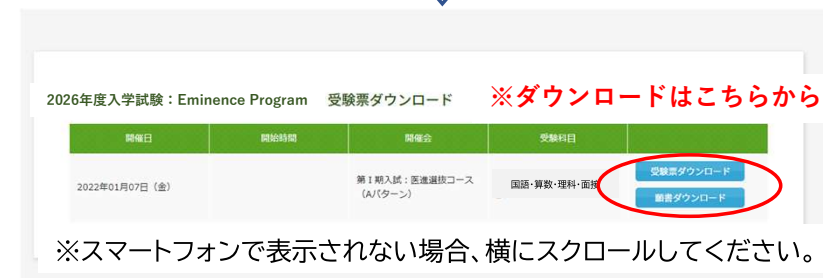 2026年度入学試験：Eminence Program 受験票ダウンロード ※ダウンロードはこちらから
開催日 開始時間 開催会 受験科目
2022年01月07日（金） 第Ⅰ期入試：医進選抜コース（Aパターン） 国語・算数・理科・面接 受験票ダウンロード
願書ダウンロード
※スマートフォンで表示されない場合、横にスクロールしてください。